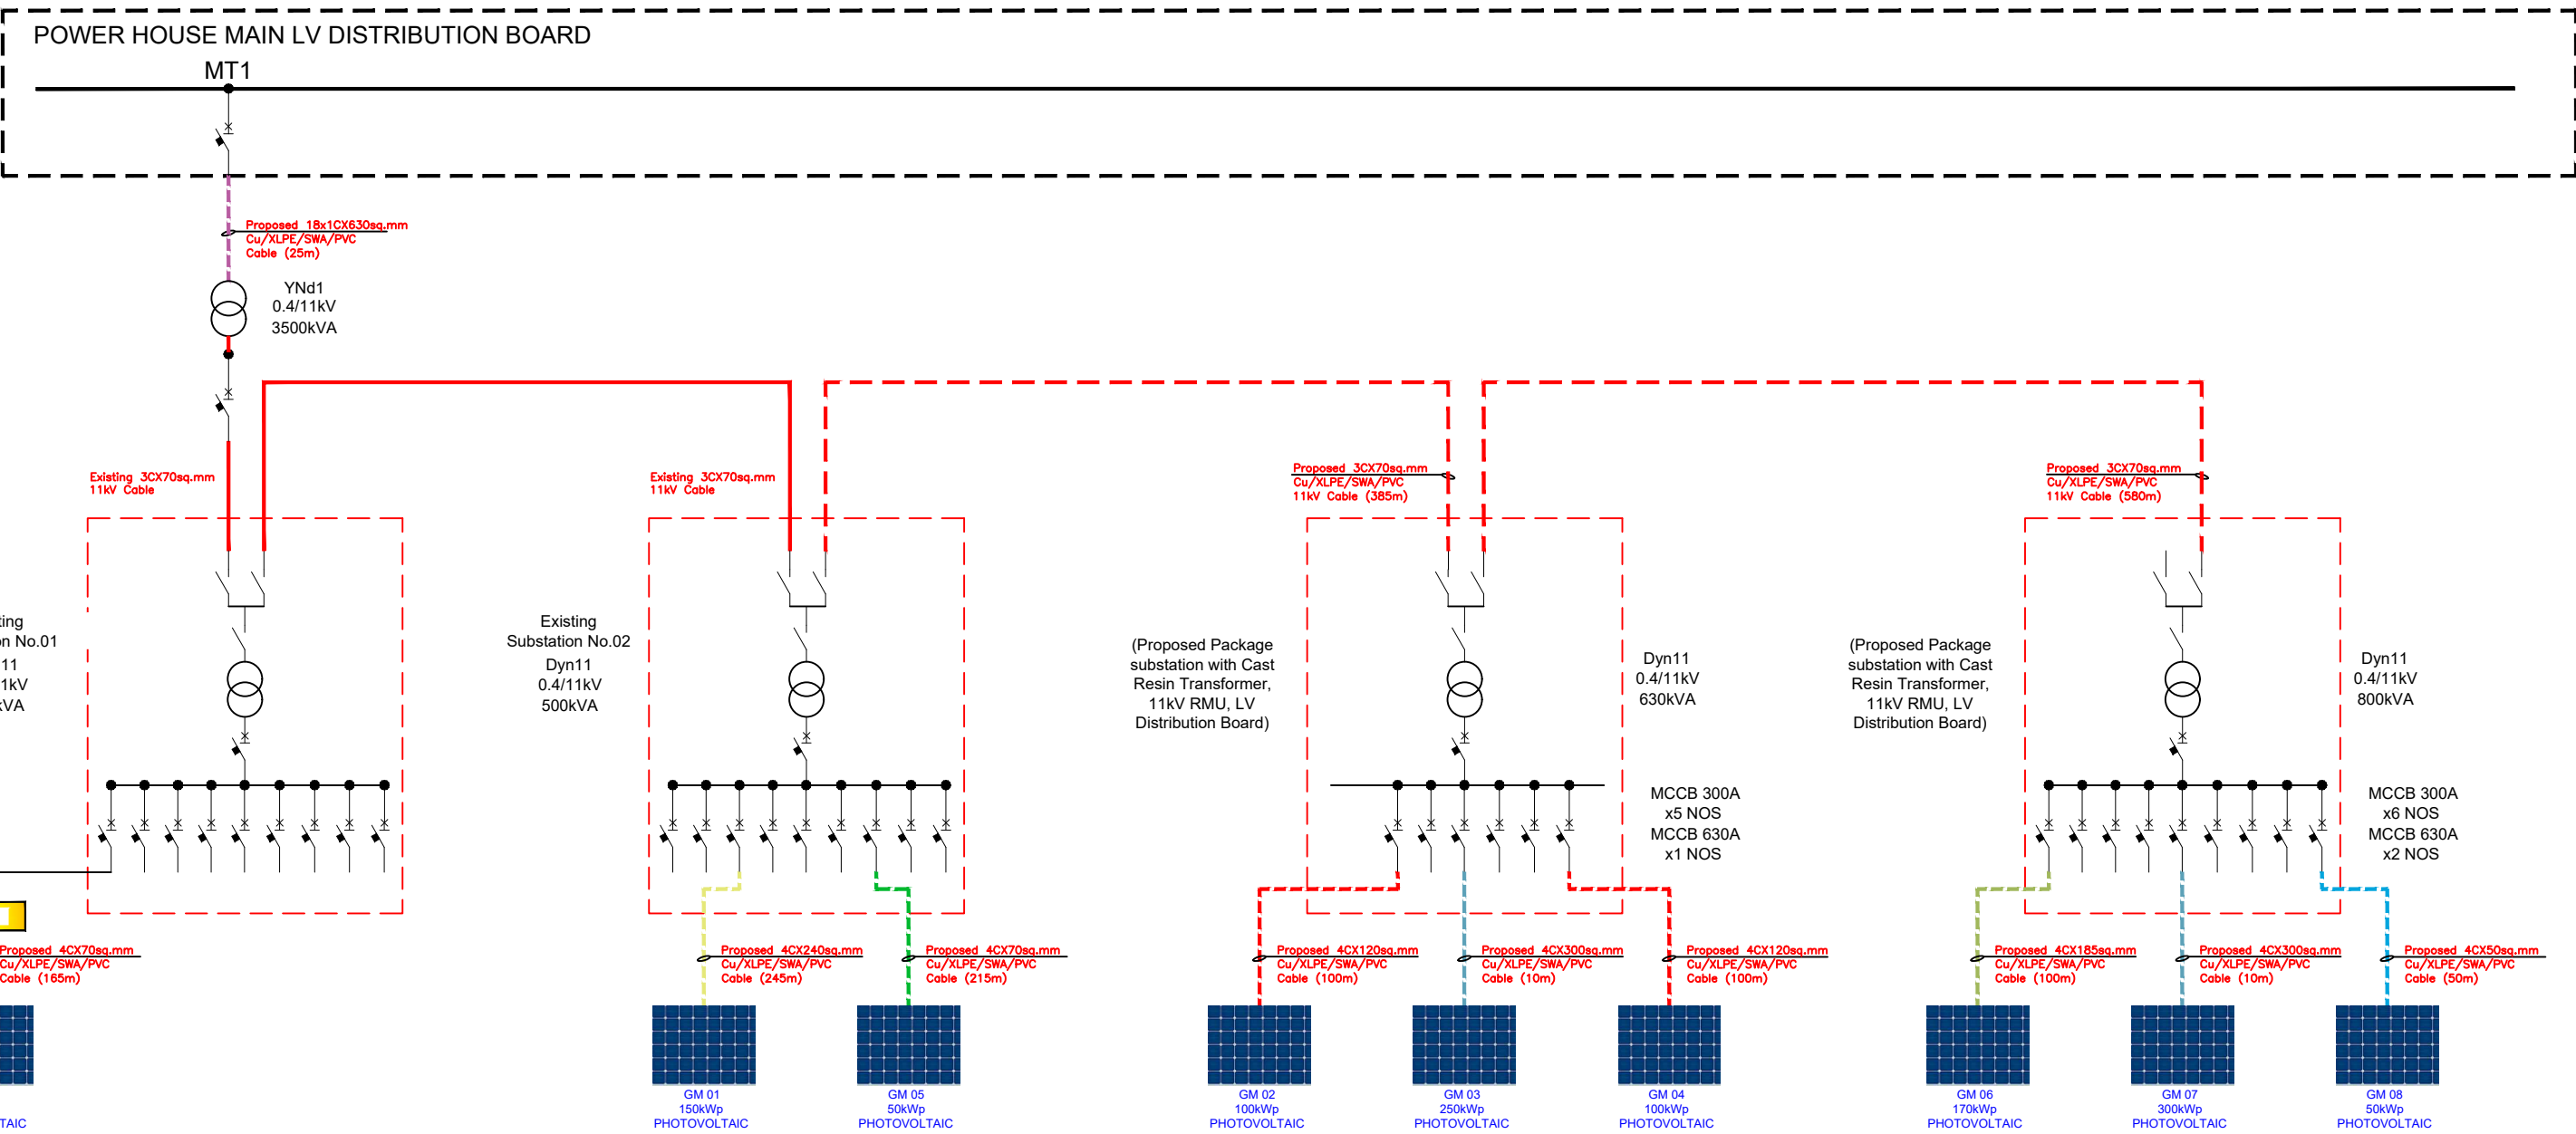 POWER HOUSE MAIN LV DISTRIBUTION BOARD
MT1
Proposed 18x1CX630sq.mm
Cu/XLPE/SWA/PVC
Cable (25m)
YNd1
0.4/11kV
3500kVA
Existing 3CX70sq.mm
11kV Cable
Existing 3CX70sq.mm
11kV Cable
Proposed 3CX70sq.mm
Cu/XLPE/SWA/PVC
11kV Cable (385m)
Proposed 3CX70sq.mm
Cu/XLPE/SWA/PVC
11kV Cable (580m)
No.01
Existing
Substation No.02
Dyn11
0.4/11kV
500kVA
(Proposed Package
substation with Cast
Resin Transformer,
11kV RMU, LV
Distribution Board)
Dyn11
0.4/11kV
630kVA
MCCB 300A
x5 NOS
MCCB 630A
x1 NOS
(Proposed Package
substation with Cast
Resin Transformer,
11kV RMU, LV
Distribution Board)
Dyn11
0.4/11kV
800kVA
MCCB 300A
x6 NOS
MCCB 630A
x2 NOS
Proposed 4CX70sq.mm
Cu/XLPE/SWA/PVC
Cable (165m)
Proposed 4CX240sq.mm
Cu/XLPE/SWA/PVC
Cable (245m)
Proposed 4CX70sq.mm
Cu/XLPE/SWA/PVC
Cable (215m)
Proposed 4CX120sq.mm
Cu/XLPE/SWA/PVC
Cable (100m)
Proposed 4CX300sq.mm
Cu/XLPE/SWA/PVC
Cable (10m)
Proposed 4CX120sq.mm
Cu/XLPE/SWA/PVC
Cable (100m)
Proposed 4CX185sq.mm
Cu/XLPE/SWA/PVC
Cable (100m)
Proposed 4CX300sq.mm
Cu/XLPE/SWA/PVC
Cable (10m)
Proposed 4CX50sq.mm
Cu/XLPE/SWA/PVC
Cable (50m)
GM 01
150kWp
PHOTOVOLTAIC
GM 05
50kWp
PHOTOVOLTAIC
GM 02
100kWp
PHOTOVOLTAIC
GM 03
250kWp
PHOTOVOLTAIC
GM 04
100kWp
PHOTOVOLTAIC
GM 06
170kWp
PHOTOVOLTAIC
GM 07
300kWp
PHOTOVOLTAIC
GM 08
50kWp
PHOTOVOLTAIC